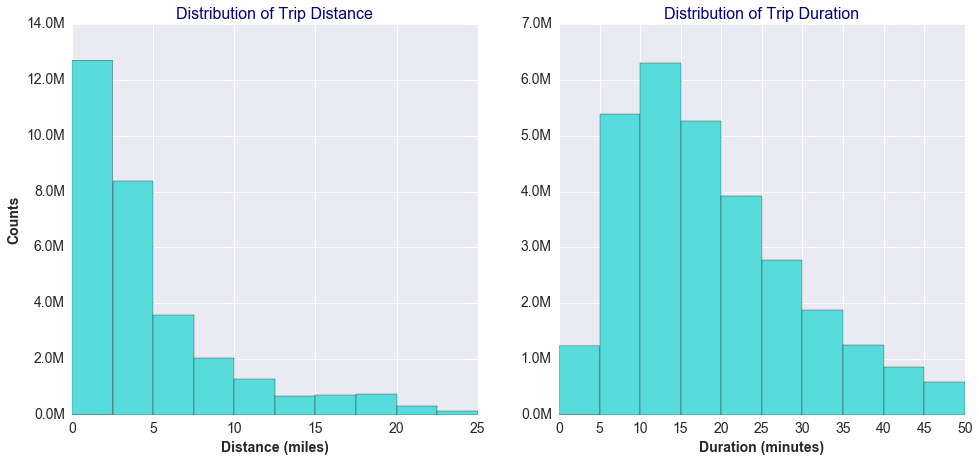 Distribution of Trip Distance
14.0M
12.0M
10.0M
8.0M
6.0M
4.0M
2.0M
0.0M
Counts
0 5 10 15 20 25
Distance (miles)
Distribution of Trip Duration
7.0M
6.0M
5.0M
4.0M
3.0M
2.0M
1.0M
0.0M
0 5 10 15 20 25 30 35 40 45 50
Duration (minutes)